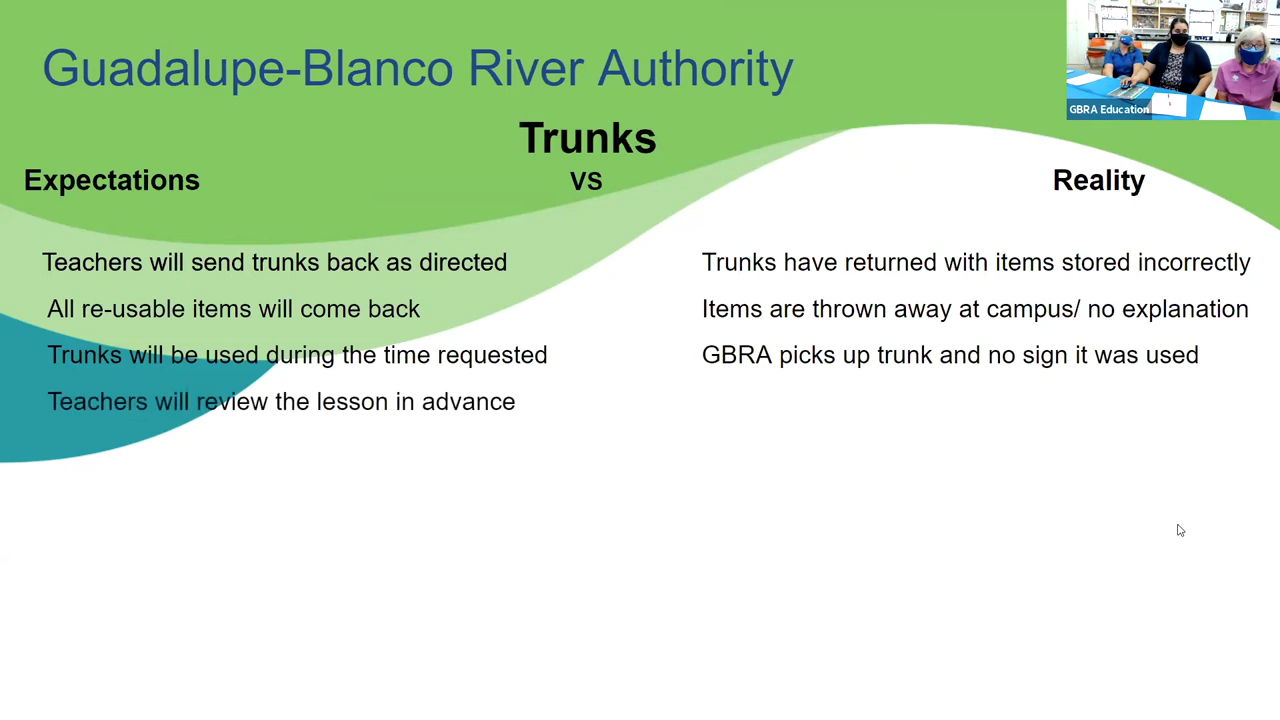 Guadalupe-Blanco River Authority
GBRA Education
Trunks
Expectations
VS
Reality
Teachers will send trunks back as directed
Trunks have returned with items stored incorrectly
All re-usable items will come back
Items are thrown away at campus/ no explanation
Trunks will be used during the time requested
GBRA picks up trunk and no sign it was used
Teachers will review the lesson in advance